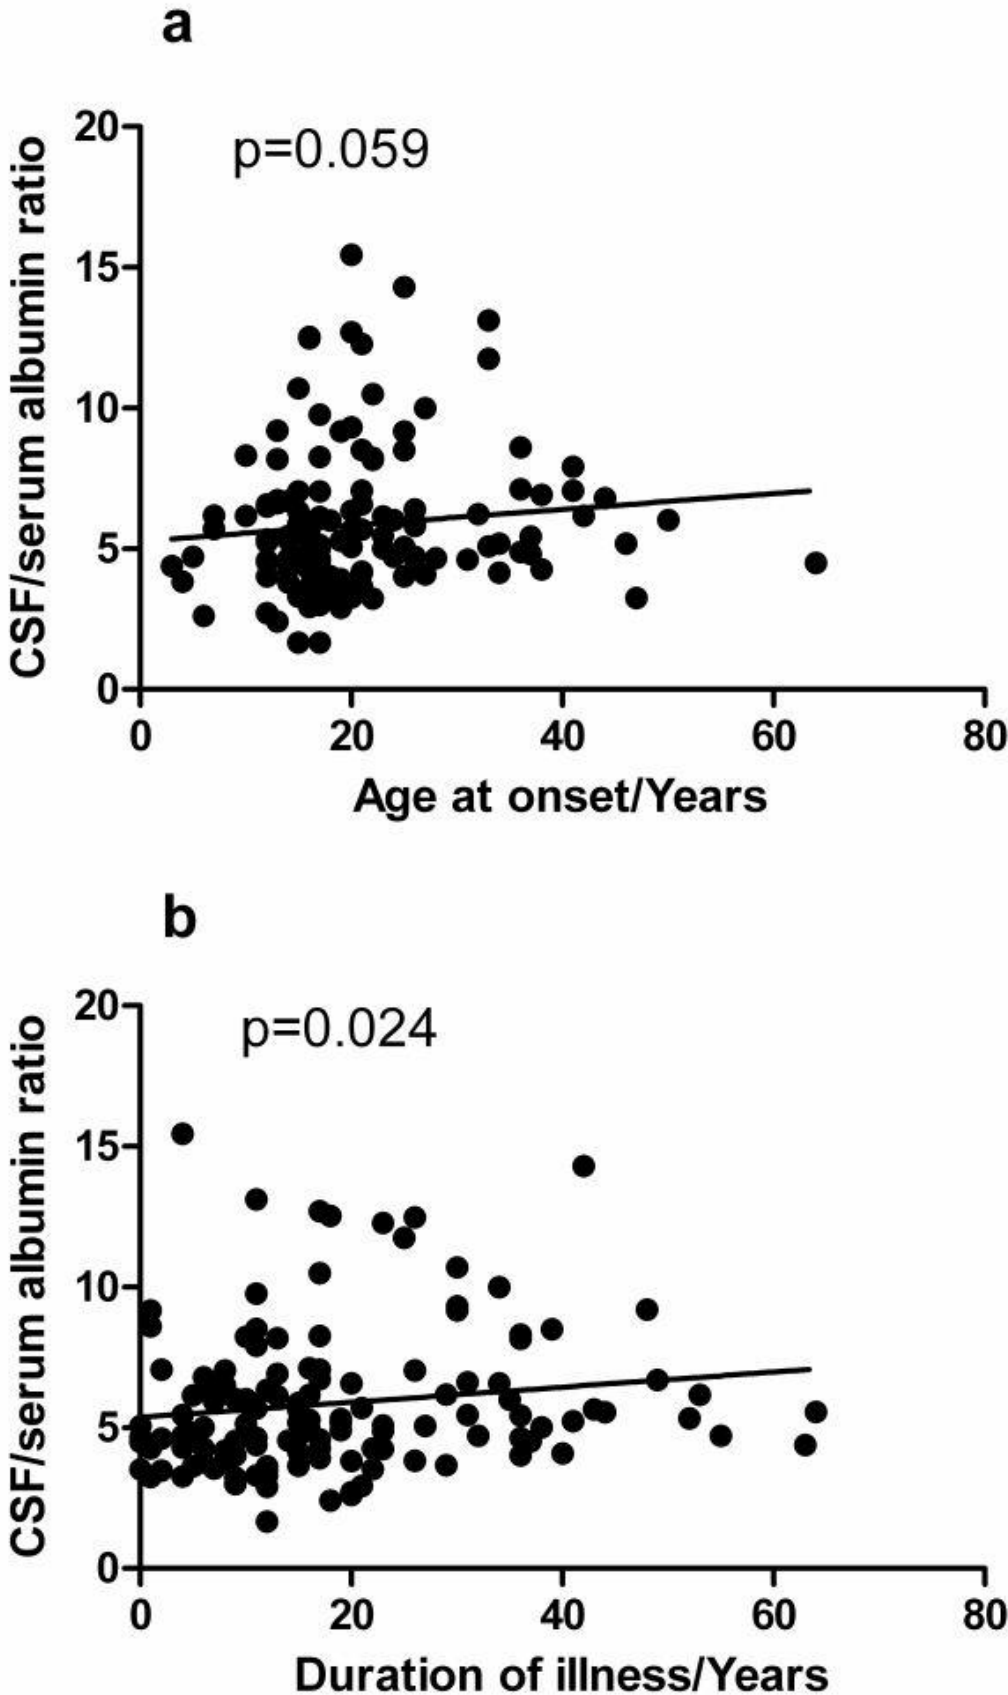 a
CSF/serum albumin ratio
20
15
10
5
0
p=0.059
0 20 40 60 80
Age at onset/Years
b
CSF/serum albumin ratio
20
15
10
5
0
p=0.024
0 20 40 60 80
Duration of illness/Years